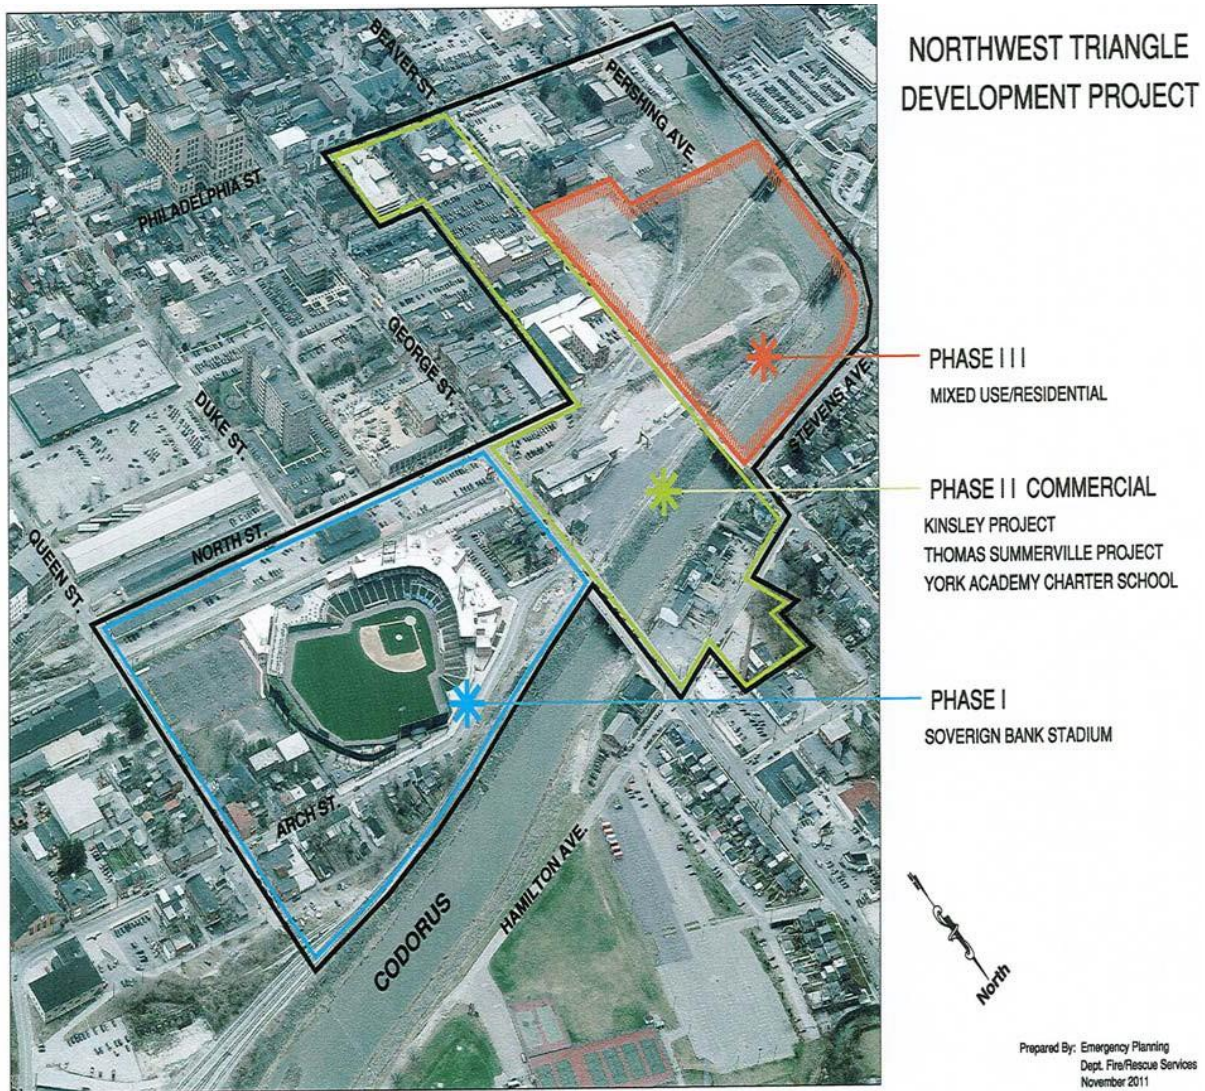 NORTHWEST TRIANGLE
DEVELOPMENT PROJECT
BEAVER ST.
PERSHING AVE.
PHILADELPHIA ST.
GEORGE ST.
DUKE ST.
STEVENS AVE.
QUEEN ST.
NORTH ST.
ARCH ST.
HAMILTON AVE.
CODORUS
PHASE III
MIXED USE/RESIDENTIAL
PHASE II COMMERCIAL
KINSLEY PROJECT
THOMAS SUMMERVILLE PROJECT
YORK ACADEMY CHARTER SCHOOL
PHASE I
SOVERIGN BANK STADIUM
North
Prepared By: Emergency Planning
Dept. Fire/Rescue Services
November 2011